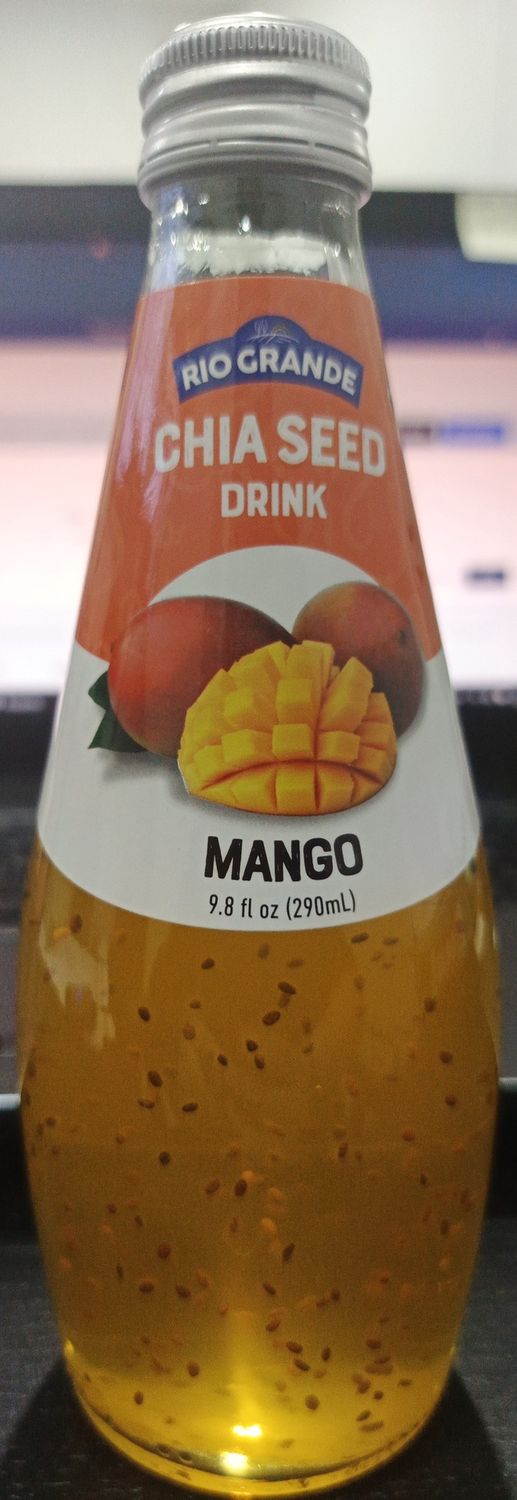 RIO GRANDE
CHIA SEED
DRINK
MANGO
9.8 fl oz (290mL)